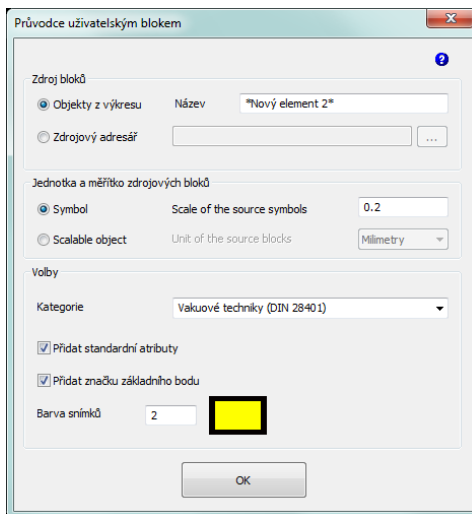 Průvodce uživatelským blokem
Zdroj bloků
Objekty z výkresu Název *Nový element 2*
Zdrojový adresář ...
Jednotka a měřítko zdrojových bloků
Symbol Scale of the source symbols 0.2
Scalable object Unit of the source blocks Milimetry
Volby
Kategorie Vakuové techniky (DIN 28401)
Přidat standardní atributy
Přidat značku základního bodu
Barva snímků 2
OK